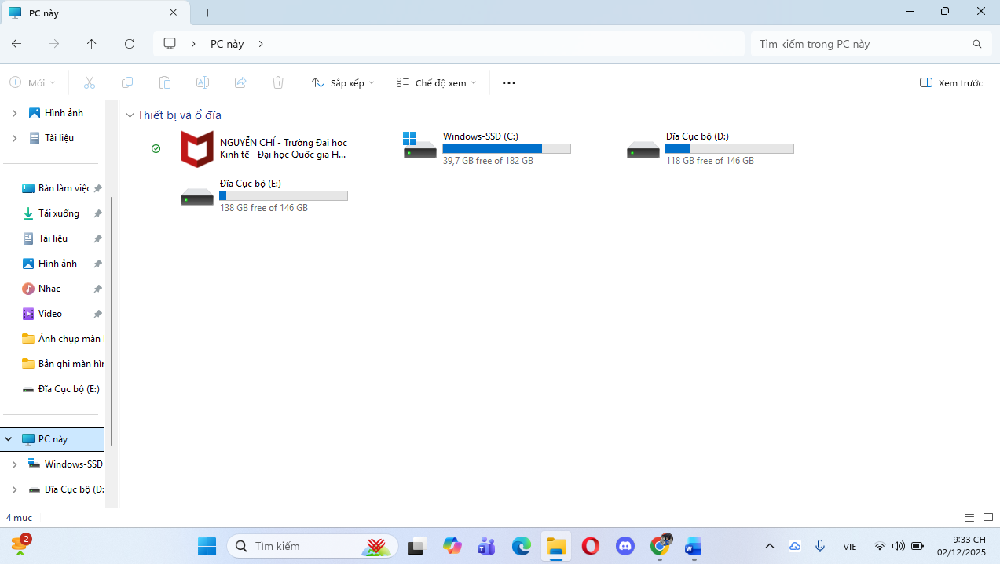 PC này
PC này
Tìm kiếm trong PC này
Mới
Sắp xếp
Chế độ xem
Xem trước
Hình ảnh
Tài liệu
Bàn làm việc
Tải xuống
Tài liệu
Hình ảnh
Nhạc
Video
Ảnh chụp màn
Bản ghi màn hìn
Đĩa Cục bộ (E:)
PC này
Windows-SSD
Đĩa Cục bộ (D:
Thiết bị và ổ đĩa
NGUYỄN CHÍ - Trường Đại học
Kinh tế - Đại học Quốc gia H...
Windows-SSD (C:)
39,7 GB free of 182 GB
Đĩa Cục bộ (D:)
118 GB free of 146 GB
Đĩa Cục bộ (E:)
138 GB free of 146 GB
4 mục
2
Tìm kiếm
VIE
9:33 CH
02/12/2025